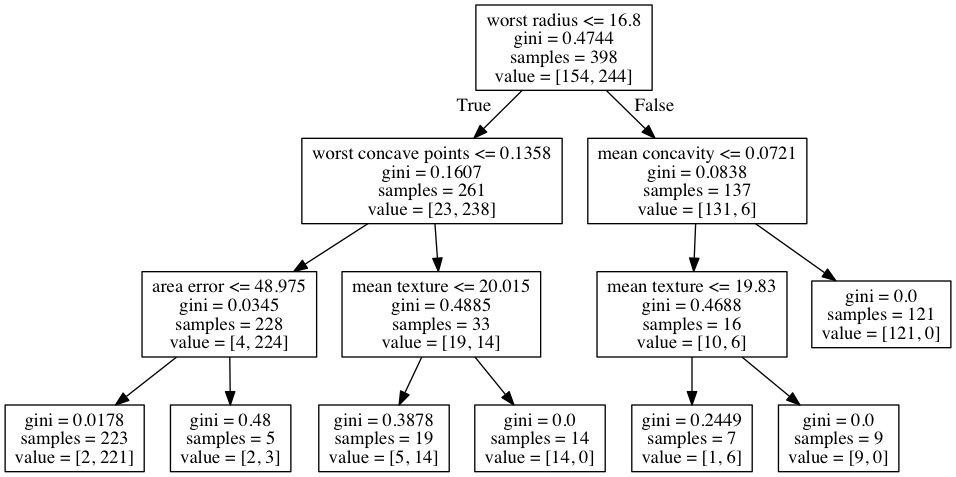 worst radius <= 16.8
gini = 0.4744
samples = 398
value = [154, 244]
True
False
worst concave points <= 0.1358
gini = 0.1607
samples = 261
value = [23, 238]
mean concavity <= 0.0721
gini = 0.0838
samples = 137
value = [131, 6]
area error <= 48.975
gini = 0.0345
samples = 228
value = [4, 224]
mean texture <= 20.015
gini = 0.4885
samples = 33
value = [19, 14]
mean texture <= 19.83
gini = 0.4688
samples = 16
value = [10, 6]
gini = 0.0
samples = 121
value = [121, 0]
gini = 0.0178
samples = 223
value = [2, 221]
gini = 0.48
samples = 5
value = [2, 3]
gini = 0.3878
samples = 19
value = [5, 14]
gini = 0.0
samples = 14
value = [14, 0]
gini = 0.2449
samples = 7
value = [1, 6]
gini = 0.0
samples = 9
value = [9, 0]